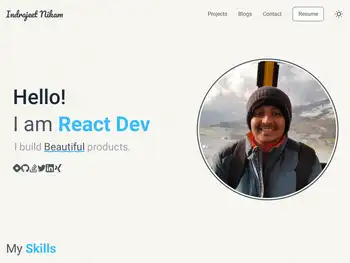 Indrajeet Nikam
Projects
Blogs
Contact
Resume
Hello!
I am React Dev
I build Beautiful products.
My Skills